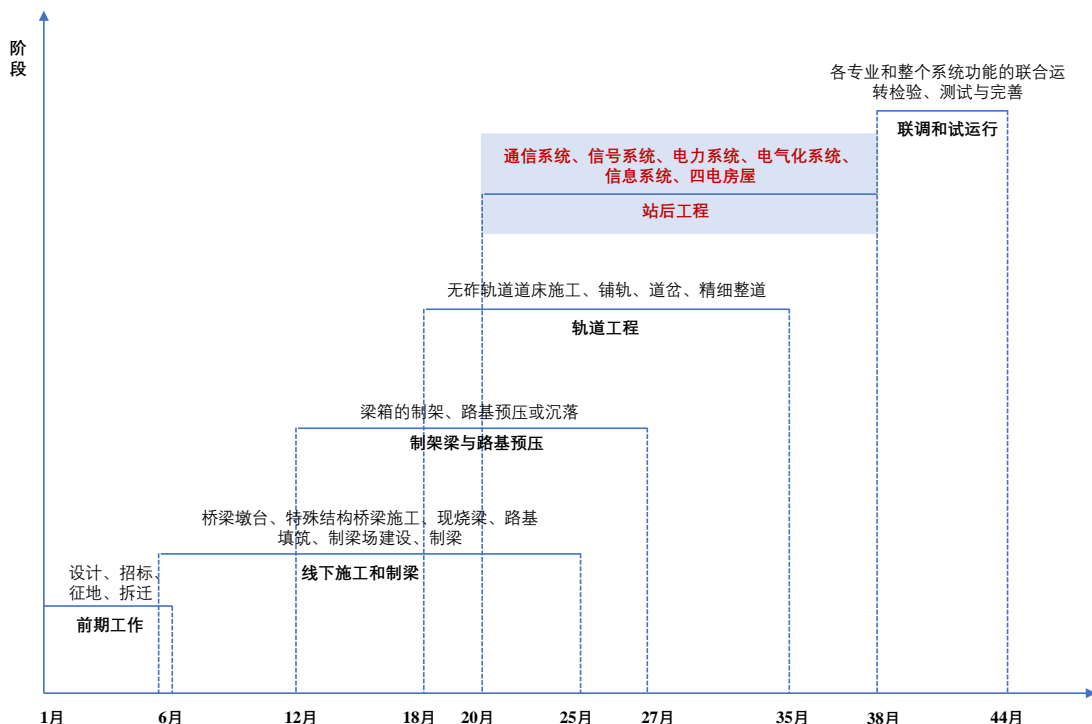 阶
段
各专业和整个系统功能的联合运
转检验、测试与完善
联调和试运行
通信系统、信号系统、电力系统、电气化系统、
信息系统、四电房屋
站后工程
无砟轨道道床施工、铺轨、道岔、精细整道
轨道工程
梁箱的制架、路基预压或沉落
制架梁与路基预压
桥梁墩台、特殊结构桥梁施工、现烧梁、路基
填筑、制梁场建设、制梁
线下施工和制梁
设计、招标、
征地、拆迁
前期工作
1月 6月 12月 18月 20月 25月 27月 35月 38月 44月